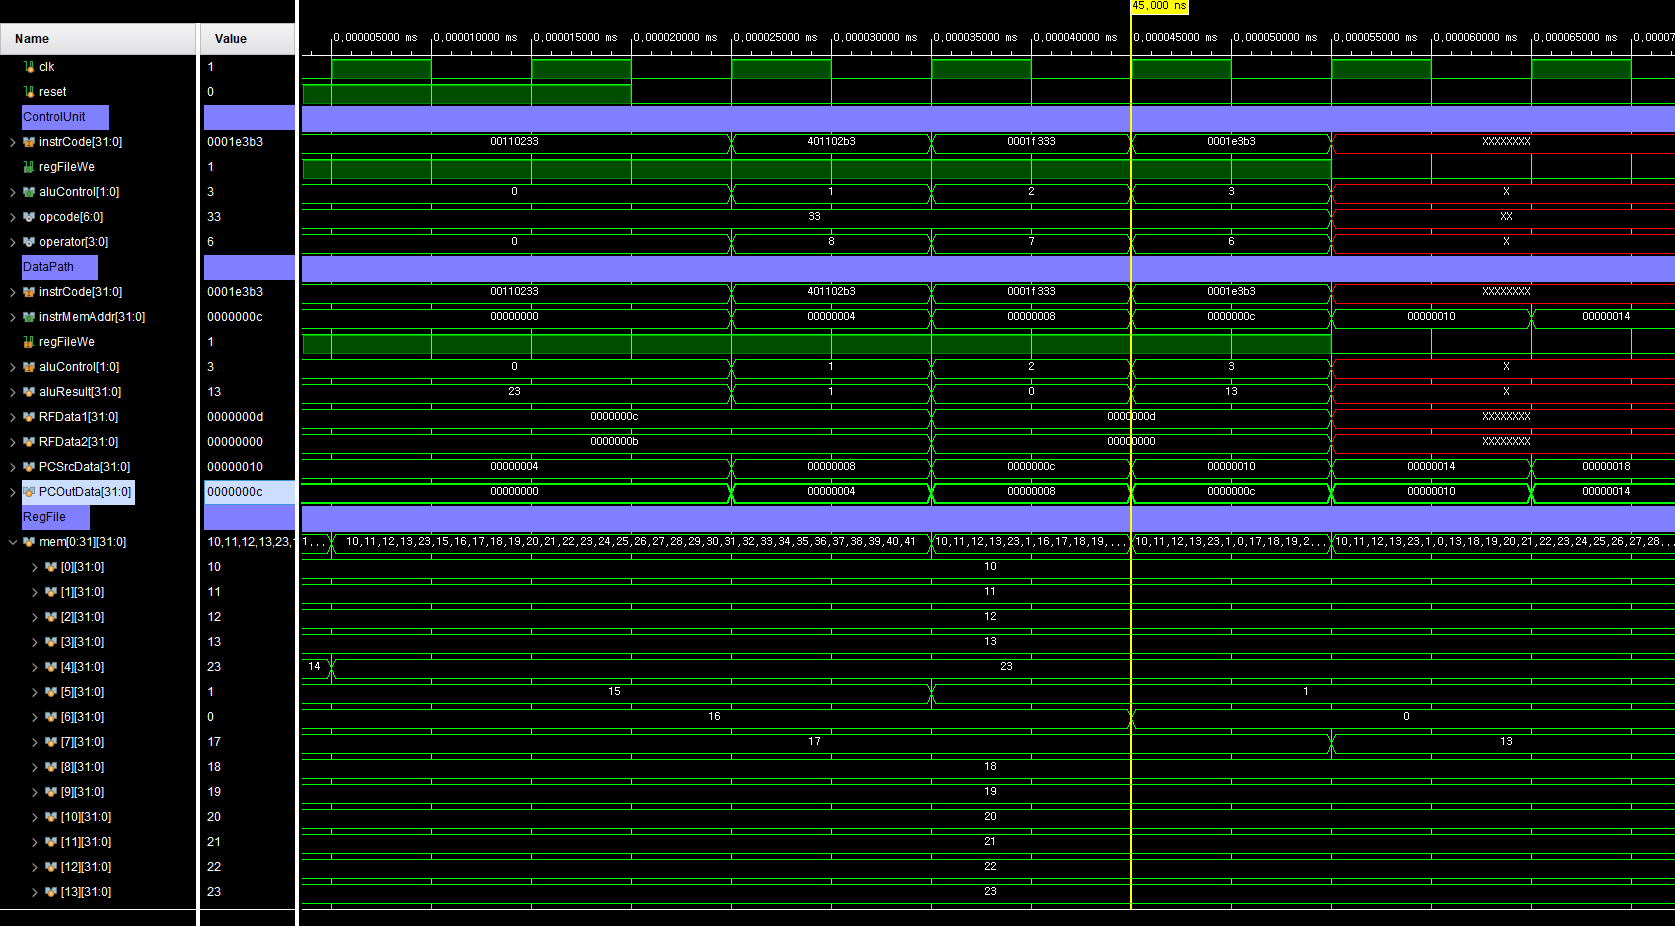 45,000 ns
Name Value
0,000005000 ms 0,000010000 ms 0,000015000 ms 0,000020000 ms 0,000025000 ms 0,000030000 ms 0,000035000 ms 0,000040000 ms 0,000045000 ms 0,000050000 ms 0,000055000 ms 0,000060000 ms 0,000065000 ms 0,00007
clk 1
reset 0
ControlUnit
instrCode[31:0] 0001e3b3 00110233 401102b3 0001f333 0001e3b3 XXXXXXXX
regFileWe 1
aluControl[1:0] 3 0 1 2 3 X
opcode[6:0] 33 33 XX
operator[3:0] 6 0 8 7 6 X
DataPath
instrCode[31:0] 0001e3b3 00110233 401102b3 0001f333 0001e3b3 XXXXXXXX
instrMemAddr[31:0] 0000000c 00000000 00000004 00000008 0000000c 00000010 00000014
regFileWe 1
aluControl[1:0] 3 0 1 2 3 X
aluResult[31:0] 13 23 1 0 13 X
RFData1[31:0] 0000000d 0000000c 0000000d XXXXXXXX
RFData2[31:0] 00000000 0000000b 00000000 XXXXXXXX
PCSrcData[31:0] 00000010 00000004 00000008 0000000c 00000010 00000014 00000018
PCOutData[31:0] 0000000c 00000000 00000004 00000008 0000000c 00000010 00000014
RegFile
mem[0:31][31:0] 10,11,12,13,23,1 1... 10,11,12,13,23,15,16,17,18,19,20,21,22,23,24,25,26,27,28,29,30,31,32,33,34,35,36,37,38,39,40,41 10,11,12,13,23,1,16,17,18,19,... 10,11,12,13,23,1,0,17,18,19,2... 10,11,12,13,23,1,0,13,18,19,20,21,22,23,24,25,26,27,28...
[0][31:0] 10 10
[1][31:0] 11 11
[2][31:0] 12 12
[3][31:0] 13 13
[4][31:0] 23 14 23
[5][31:0] 1 15 1
[6][31:0] 0 16 0
[7][31:0] 17 17 13
[8][31:0] 18 18
[9][31:0] 19 19
[10][31:0] 20 20
[11][31:0] 21 21
[12][31:0] 22 22
[13][31:0] 23 23